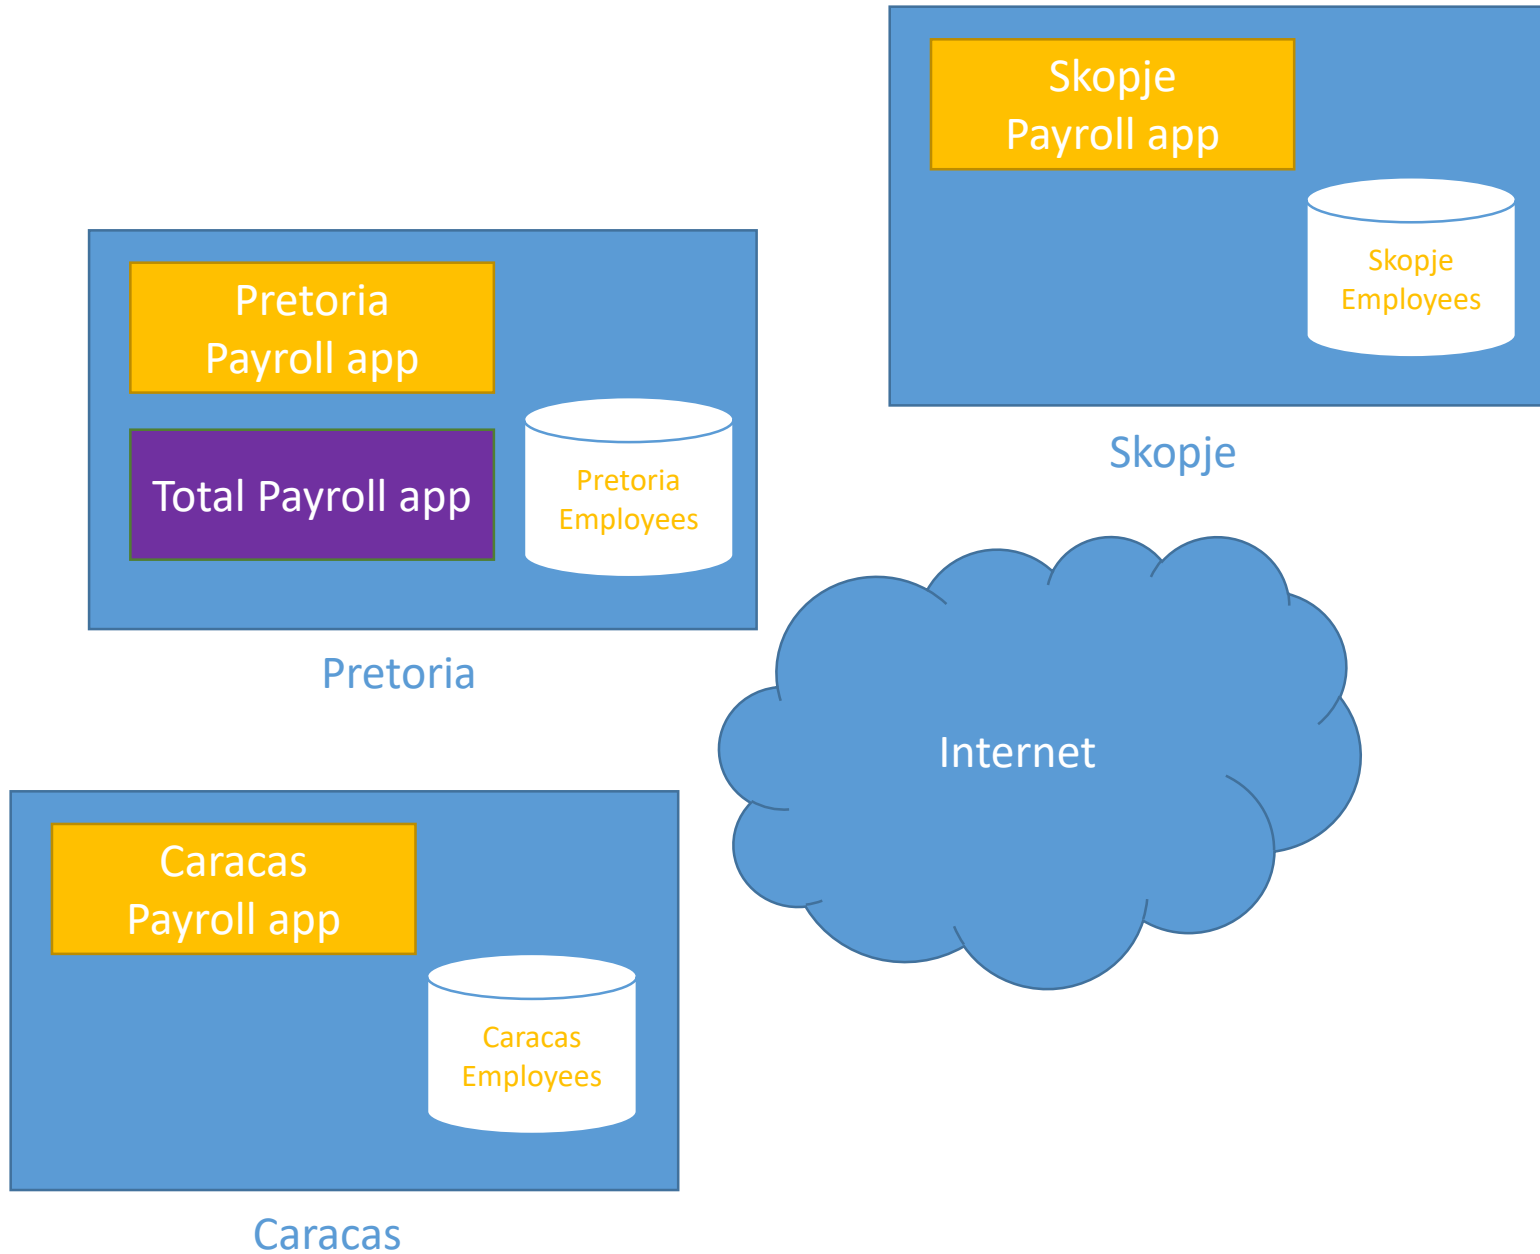 Skopje
Payroll app
Skopje
Employees
Skopje
Pretoria
Payroll app
Total Payroll app
Pretoria
Employees
Pretoria
Internet
Caracas
Payroll app
Caracas
Employees
Caracas